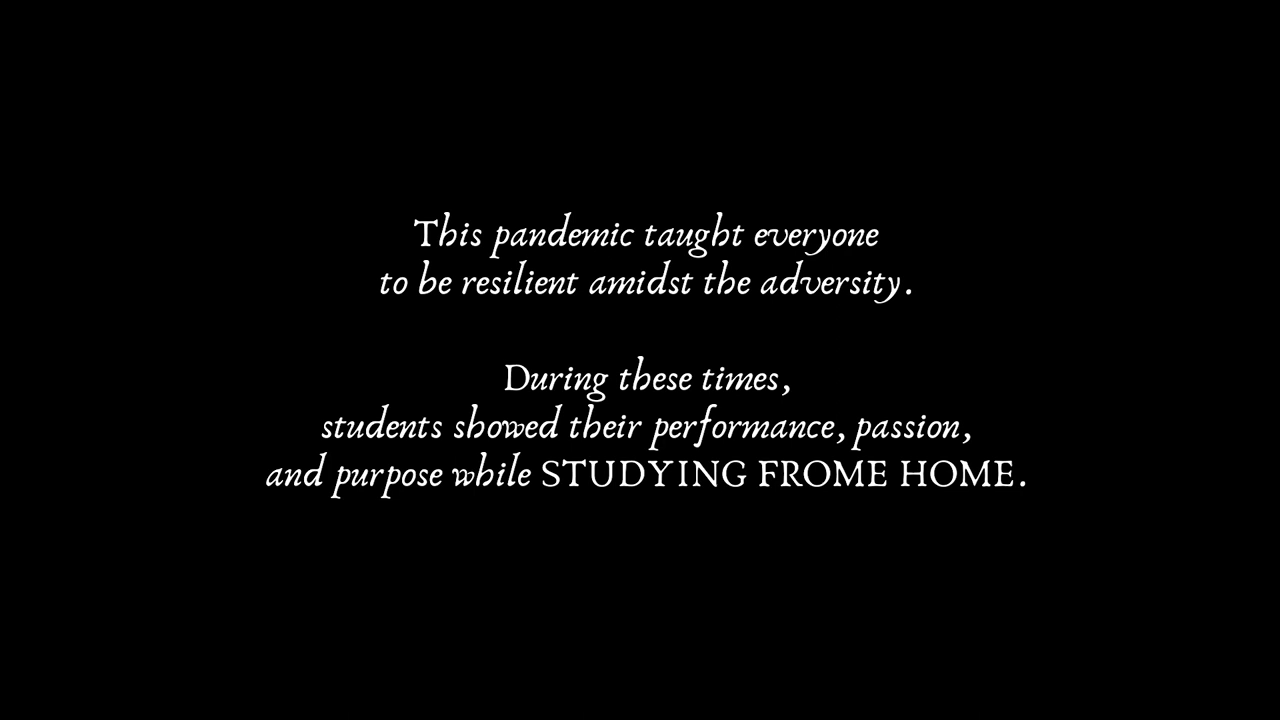 This pandemic taught everyone
to be resilient amidst the adversity.
During these times,
students showed their performance, passion,
and purpose while STUDYING FROME HOME.